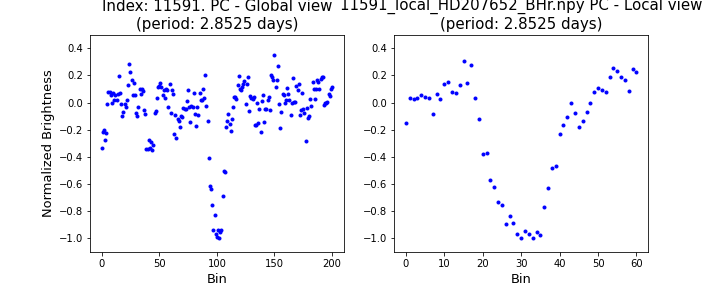 Index: 11591. PC - Global view
(period: 2.8525 days)
11591_local_HD207652_BHr.npy PC - Local view
(period: 2.8525 days)
Normalized Brightness
0.4
0.2
0.0
−0.2
−0.4
−0.6
−0.8
−1.0
0 50 100 150 200
Bin
0.4
0.2
0.0
−0.2
−0.4
−0.6
−0.8
−1.0
0 20 40 60
Bin